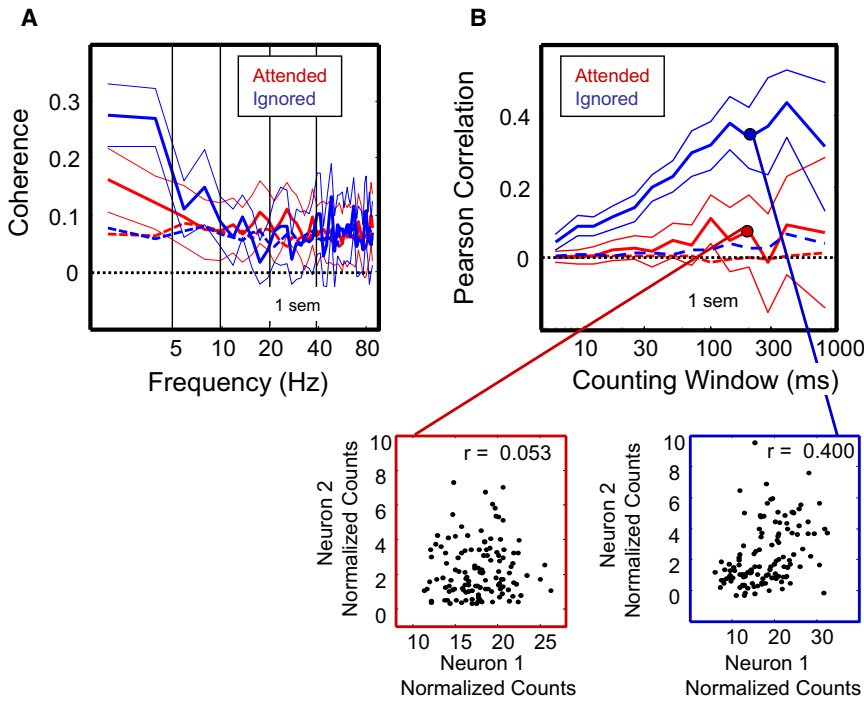 A
Coherence
0.3
0.2
0.1
0
Attended
Ignored
1 sem
5
10
20
40
80
Frequency (Hz)
B
Pearson Correlation
0.4
0.2
0
Attended
Ignored
1 sem
10
30
100
300
1000
Counting Window (ms)
Neuron 2
Normalized Counts
10
8
6
4
2
0
r = 0.053
10
15
20
25
Neuron 1
Normalized Counts
Neuron 2
Normalized Counts
10
8
6
4
2
0
r = 0.400
10
20
30
Neuron 1
Normalized Counts